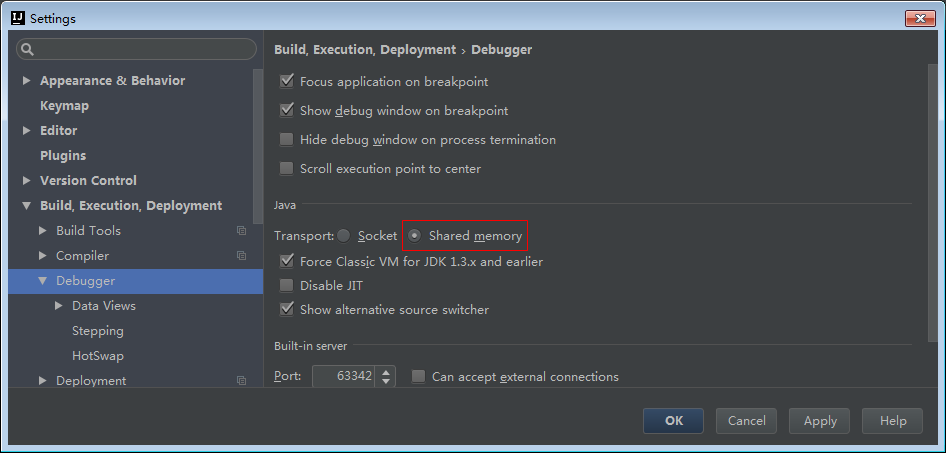 IJ Settings
Build, Execution, Deployment › Debugger
Appearance & Behavior
Keymap
Editor
Plugins
Version Control
Build, Execution, Deployment
Build Tools
Compiler
Debugger
Data Views
Stepping
HotSwap
Deployment
Focus application on breakpoint
Show debug window on breakpoint
Hide debug window on process termination
Scroll execution point to center
Java
Transport: Socket Shared memory
Force Classic VM for JDK 1.3.x and earlier
Disable JIT
Show alternative source switcher
Built-in server
Port: 63342 Can accept external connections
OK Cancel Apply Help